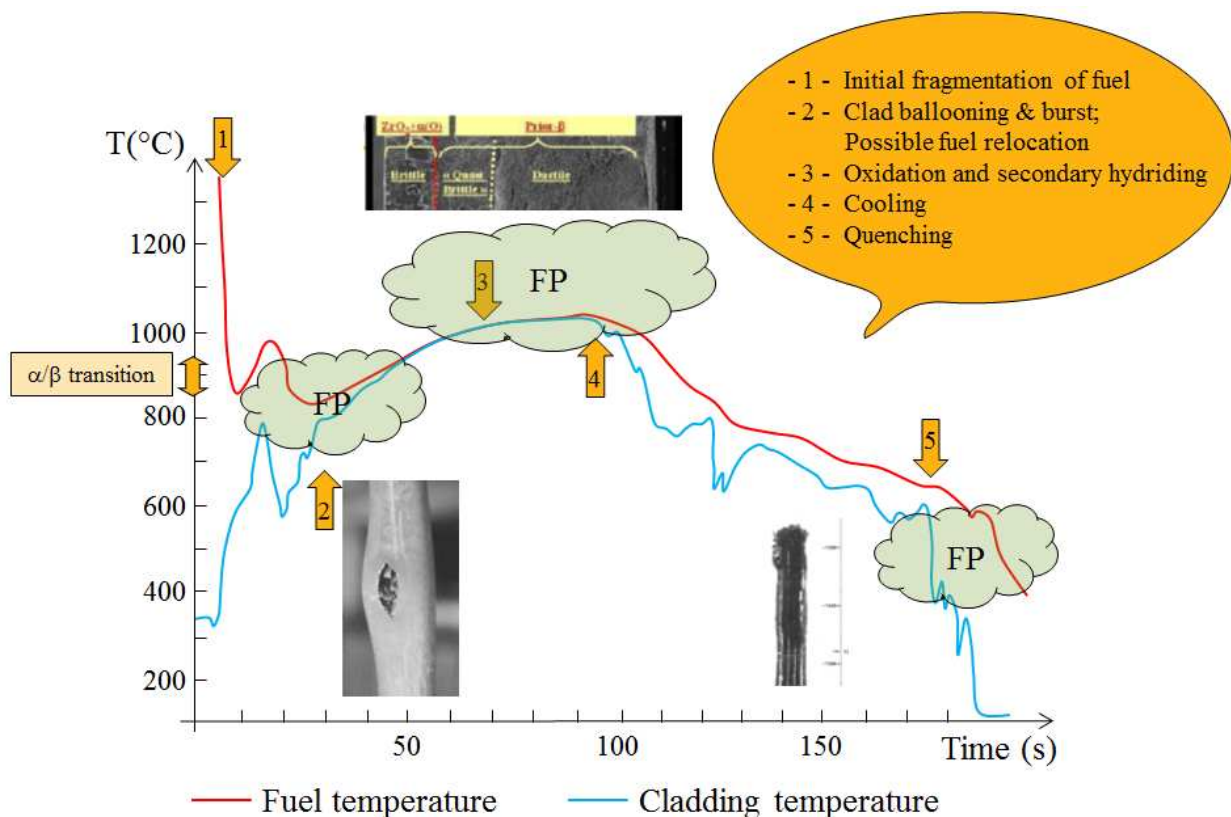 - 1 - Initial fragmentation of fuel
- 2 - Clad ballooning & burst;
Possible fuel relocation
- 3 - Oxidation and secondary hydriding
- 4 - Cooling
- 5 - Quenching
T(°C)
1
Prior-β
Brittle
« Quasi
Brittle »
Ductile
1200
3
FP
1000
4
α/β transition
FP
800
5
2
600
FP
400
200
50
100
150
Time (s)
Fuel temperature
Cladding temperature